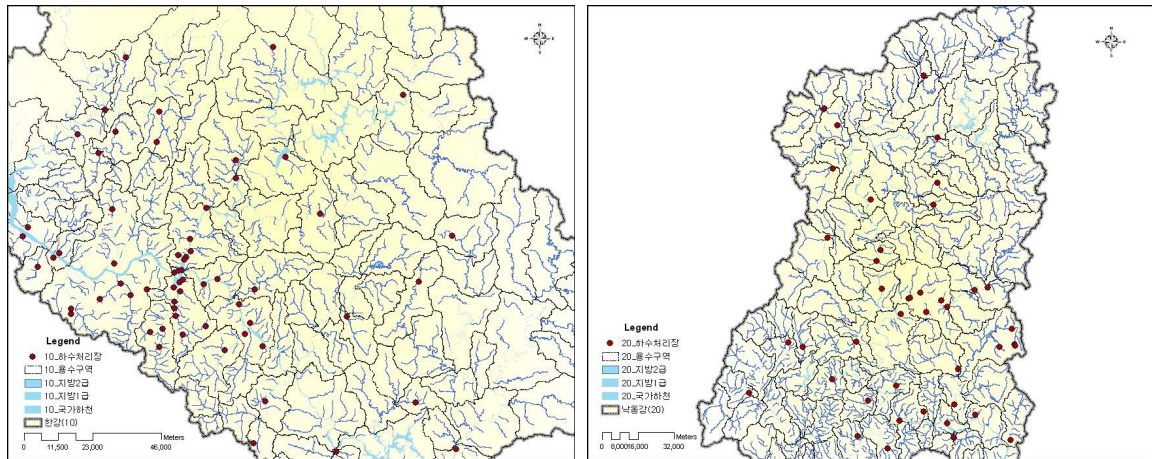 N
W E
S
Legend
10_하수처리장
10_용수구역
10_지방2급
10_지방1급
10_국가하천
한강(10)
Meters
0 11,500 23,000 46,000
N
W E
S
Legend
20_하수처리장
20_용수구역
20_지방2급
20_지방1급
20_국가하천
낙동강(20)
Meters
0 8,00016,000 32,000